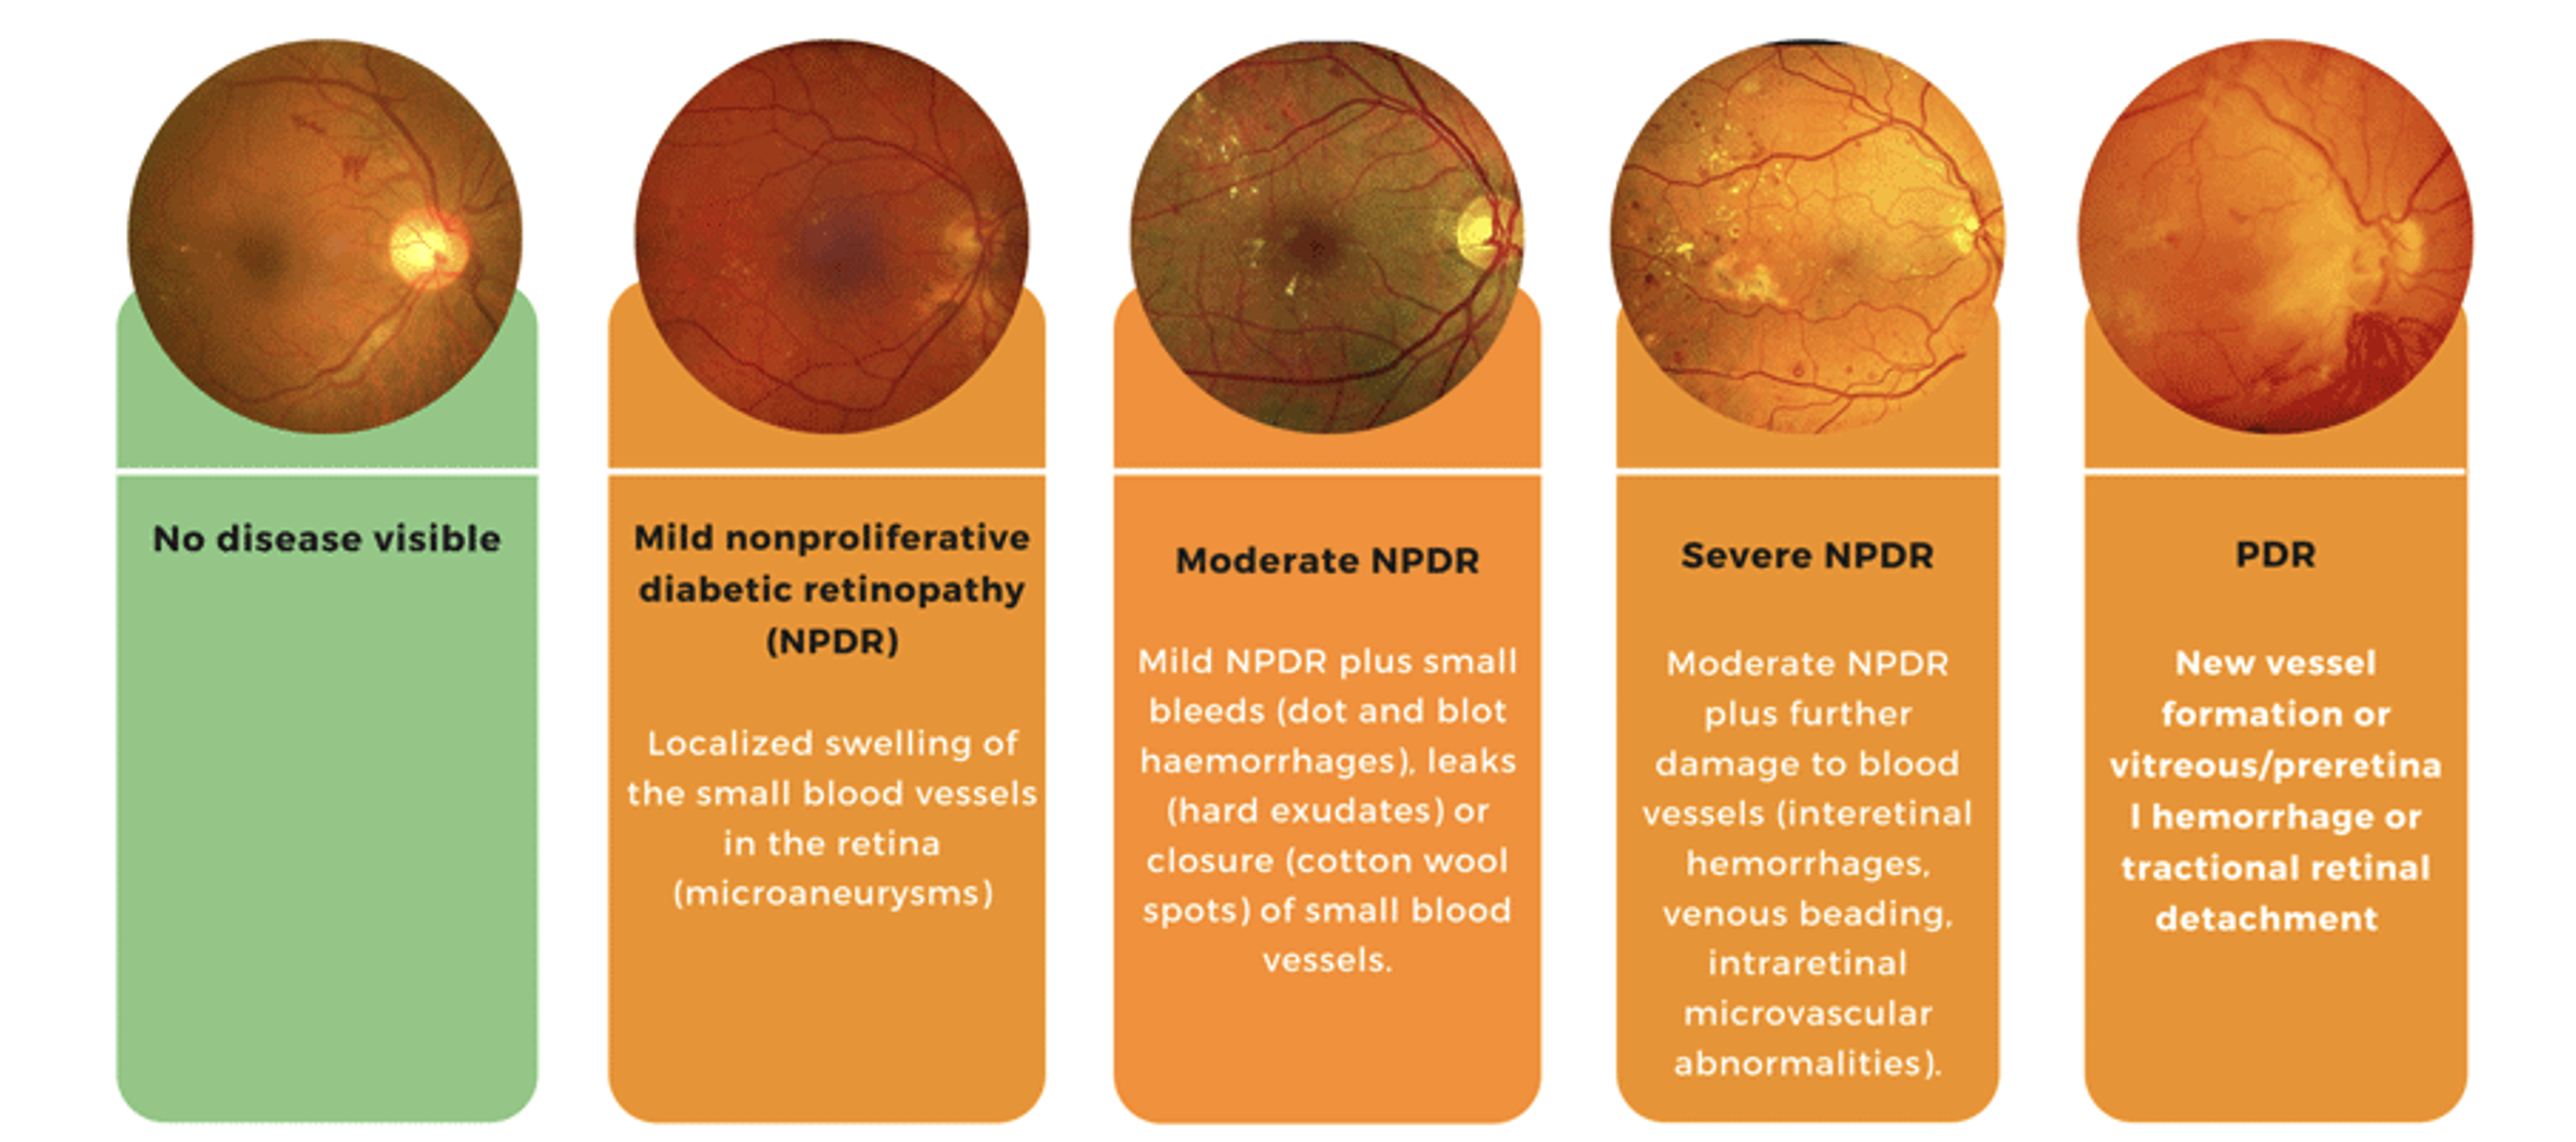 No disease visible
Mild nonproliferative
diabetic retinopathy
(NPDR)
Localized swelling of
the small blood vessels
in the retina
(microaneurysms)
Moderate NPDR
Mild NPDR plus small
bleeds (dot and blot
haemorrhages), leaks
(hard exudates) or
closure (cotton wool
spots) of small blood
vessels.
Severe NPDR
Moderate NPDR
plus further
damage to blood
vessels (interetinal
hemorrhages,
venous beading,
intraretinal
microvascular
abnormalities).
PDR
New vessel
formation or
vitreous/preretina
l hemorrhage or
tractional retinal
detachment